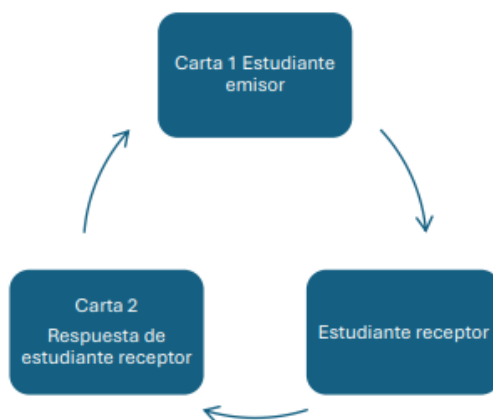 Carta 1 Estudiante
emisor
Estudiante receptor
Carta 2
Respuesta de
estudiante receptor